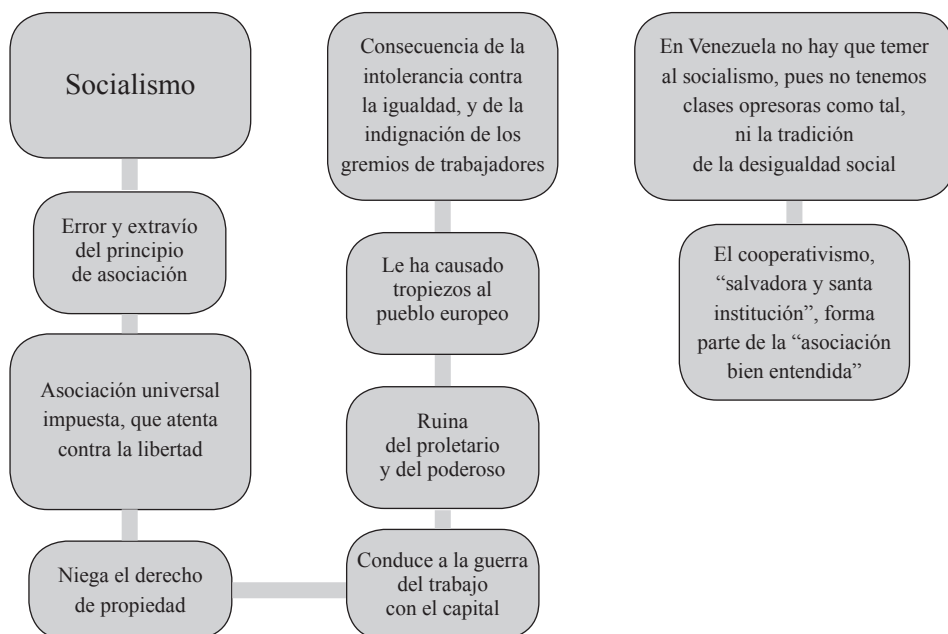 Socialismo
Error y extravío
del principio
de asociación
Asociación universal
impuesta, que atenta
contra la libertad
Niega el derecho
de propiedad
Consecuencia de la
intolerancia contra
la igualdad, y de la
indignación de los
gremios de trabajadores
Le ha causado
tropiezos al
pueblo europeo
Ruina
del proletario
y del poderoso
Conduce a la guerra
del trabajo
con el capital
En Venezuela no hay que temer
al socialismo, pues no tenemos
clases opresoras como tal,
ni la tradición
de la desigualdad social
El cooperativismo,
“salvadora y santa
institución”, forma
parte de la “asociación
bien entendida”